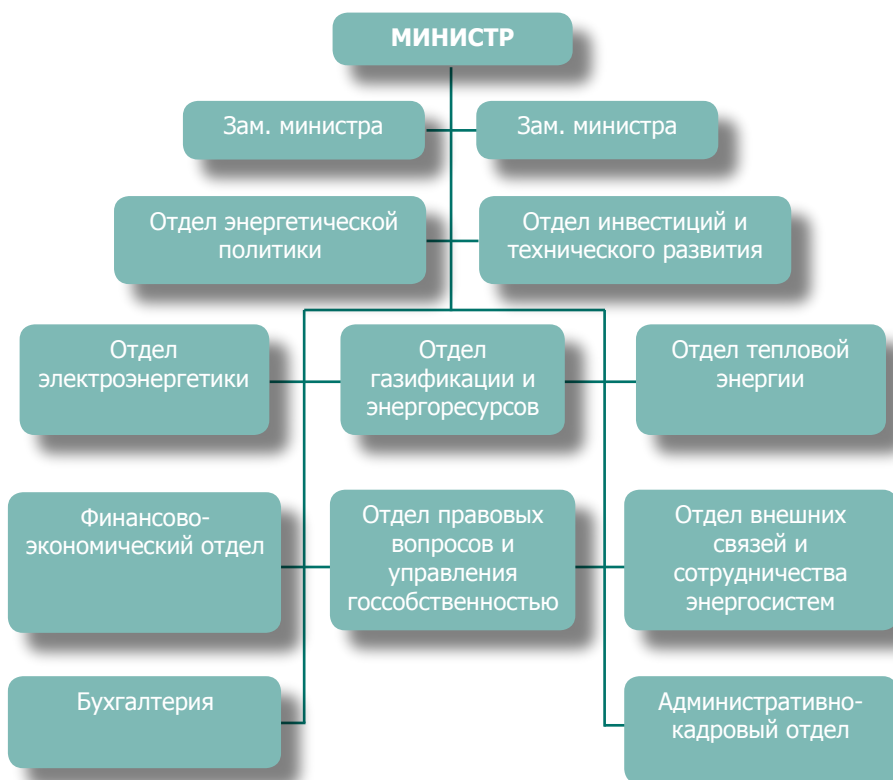 МИНИСТР
Зам. министра
Зам. министра
Отдел энергетической
политики
Отдел инвестиций и
технического развития
Отдел
электроэнергетики
Отдел
газификации и
энергоресурсов
Отдел тепловой
энергии
Финансово-
экономический отдел
Отдел правовых
вопросов и
управления
госсобственностью
Отдел внешних
связей и
сотрудничества
энергосистем
Бухгалтерия
Административно-
кадровый отдел